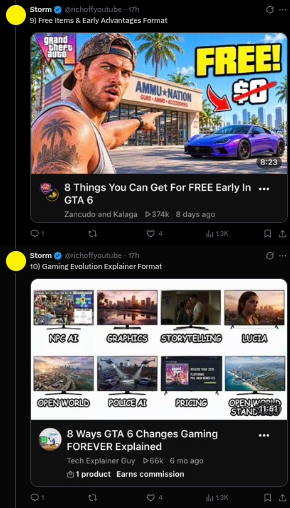 Storm @richoffyoutube · 17h
9) Free Items & Early Advantages Format
grand
theft
auto
FREE!
AMMU★NATION
GUNS • AMMO • ACCESSORIES
$0
8:23
8 Things You Can Get For FREE Early In
GTA 6
Zancudo and Kalaga ▷374k 8 days ago
1 4 1.3K
Storm @richoffyoutube · 17h
10) Gaming Evolution Explainer Format
NPC AI GRAPHICS STORYTELLING LUCIA
OPEN WORLD POLICE AI PRICING OPEN WORLD
11:51
8 Ways GTA 6 Changes Gaming
FOREVER Explained
Tech Explainer Guy ▷66k 6 mo ago
1 product Earns commission
1 4 1.3K